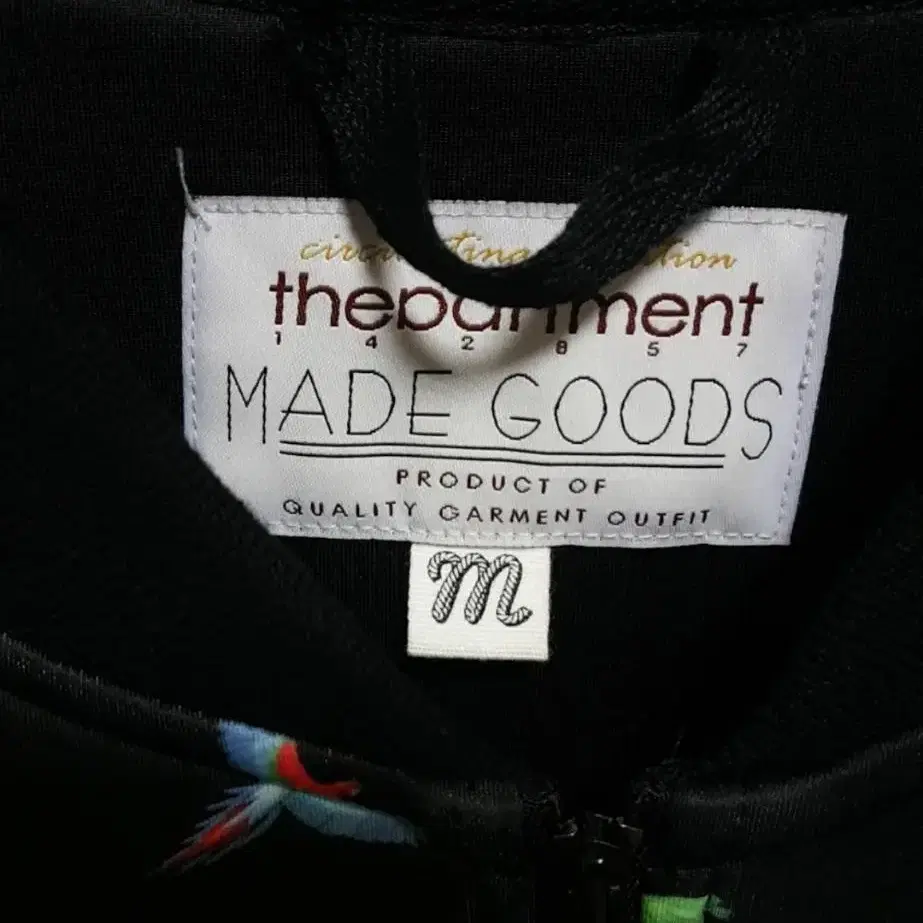 thepartment
1 4 2 8 5 7
MADE GOODS
PRODUCT OF
QUALITY GARMENT OUTFIT
m